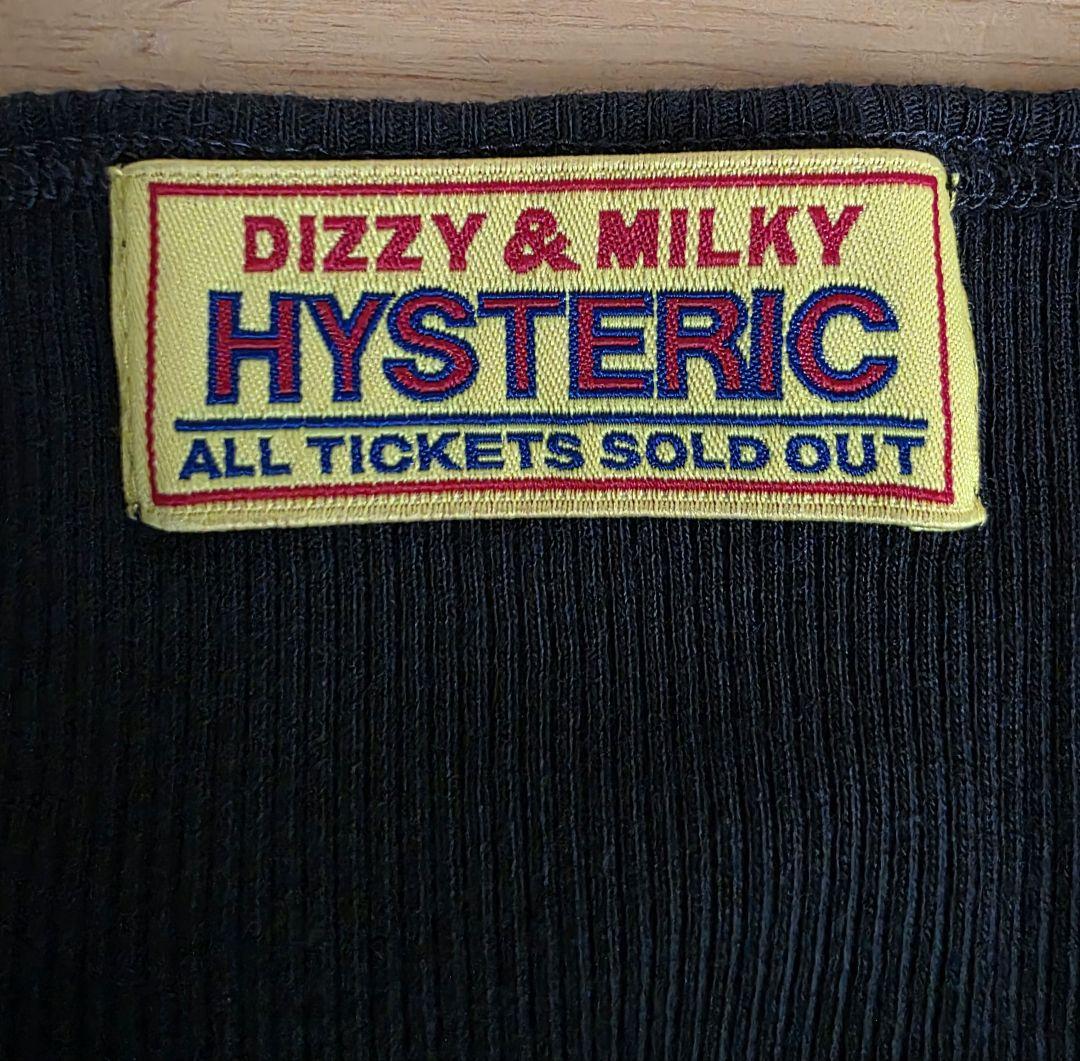 DIZZY & MILKY
HYSTERIC
ALL TICKETS SOLD OUT